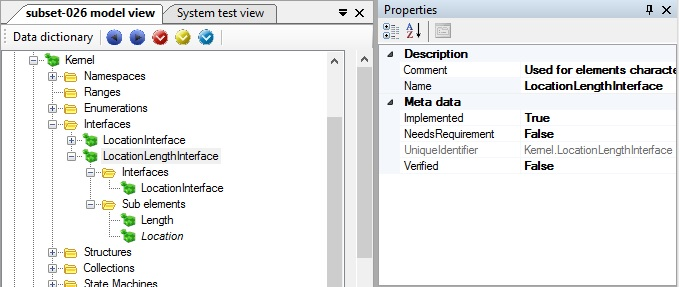 subset-026 model view
System test view
Data dictionary
Kernel
Namespaces
Ranges
Enumerations
Interfaces
LocationInterface
LocationLengthInterface
Interfaces
LocationInterface
Sub elements
Length
Location
Structures
Collections
State Machines
Properties
Description
Comment Used for elements characte
Name LocationLengthInterface
Meta data
Implemented True
NeedsRequirement False
UniqueIdentifier Kernel.LocationLengthInterface
Verified False